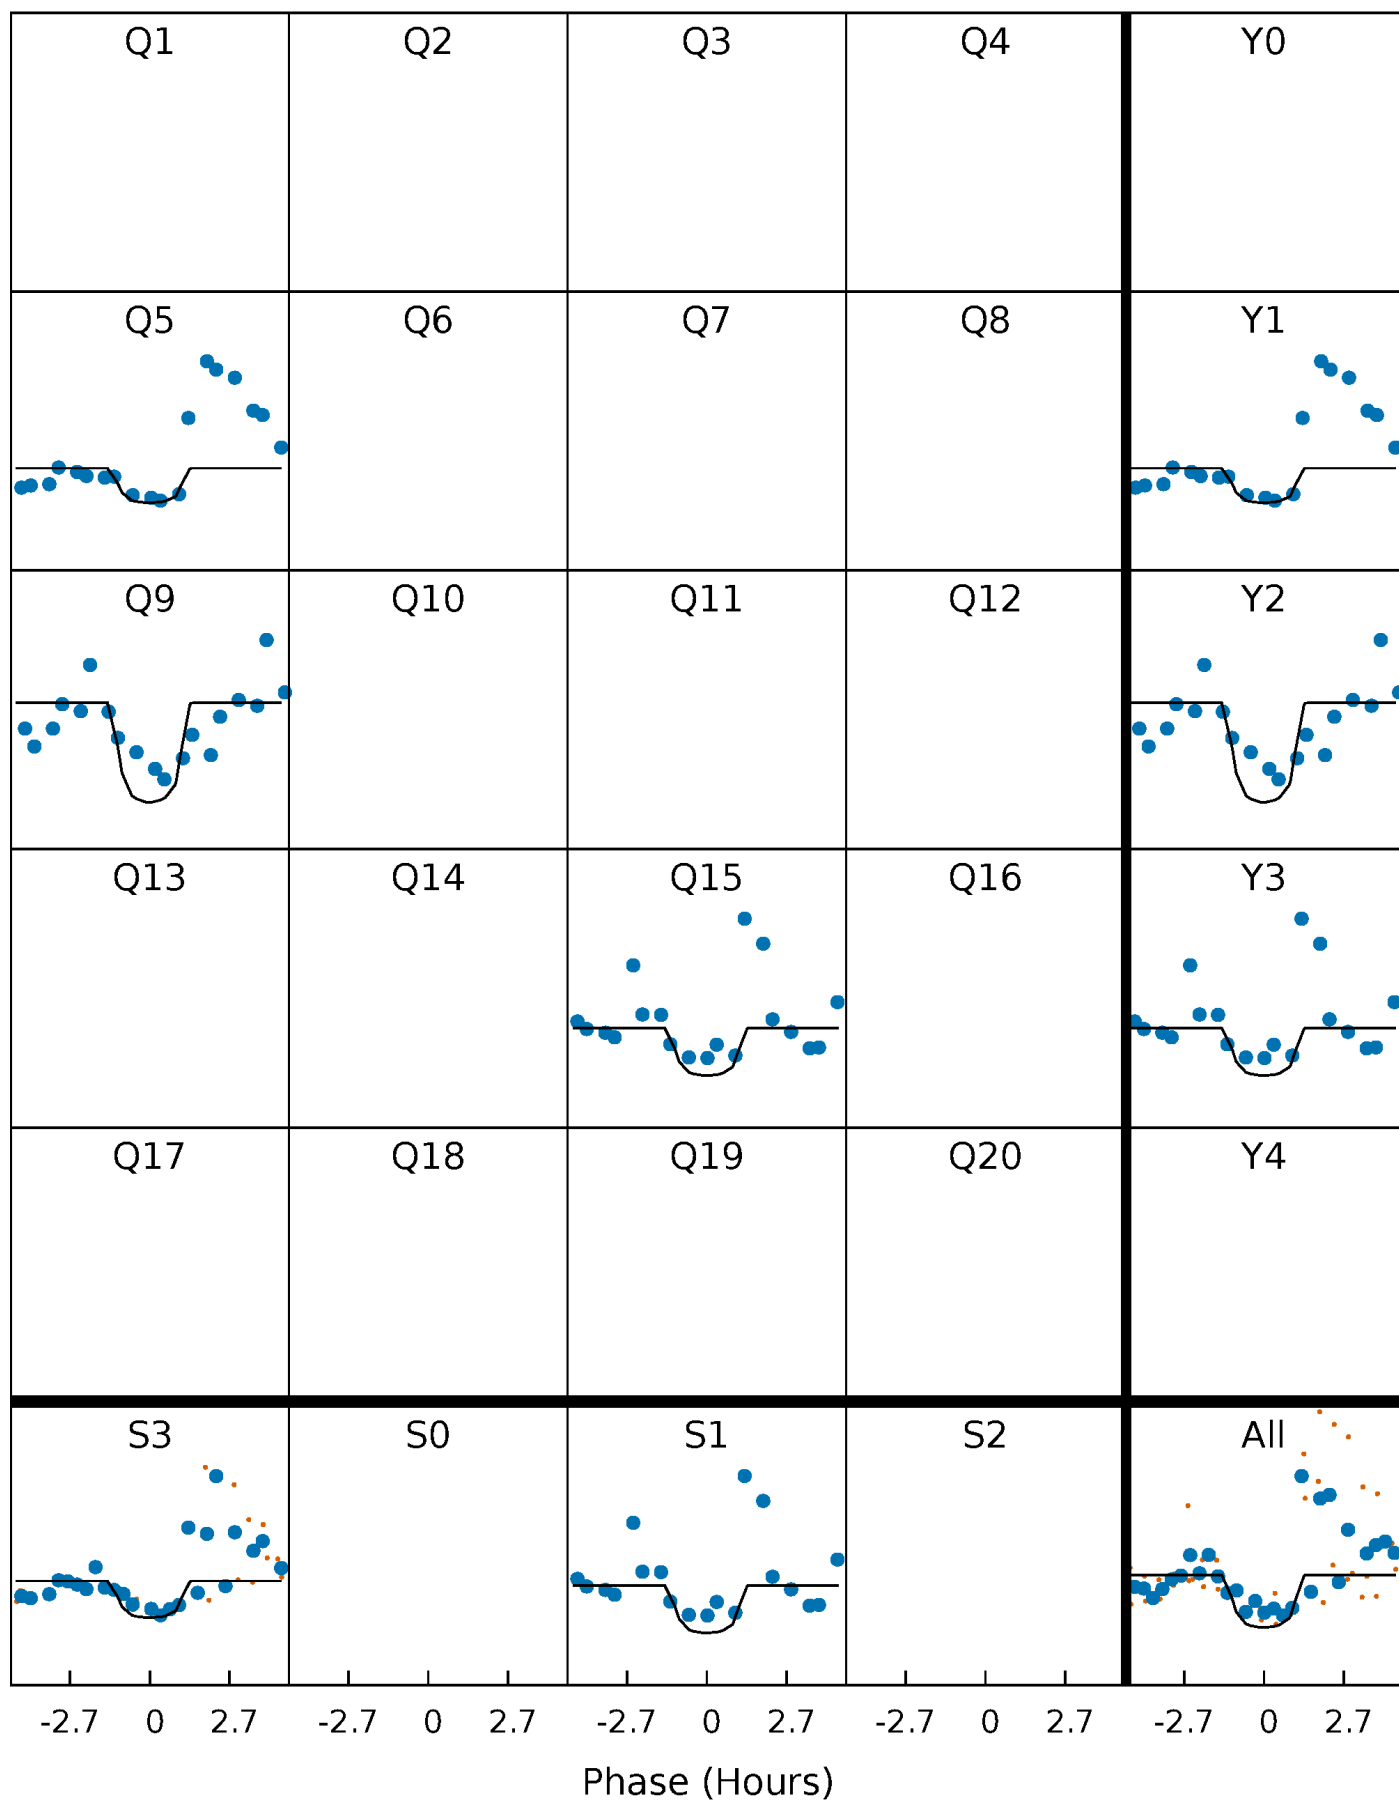 Q1 Q2 Q3 Q4 Y0
Q5 Q6 Q7 Q8 Y1
Q9 Q10 Q11 Q12 Y2
Q13 Q14 Q15 Q16 Y3
Q17 Q18 Q19 Q20 Y4
S3 S0 S1 S2 All
-2.7 0 2.7 -2.7 0 2.7 -2.7 0 2.7 -2.7 0 2.7 -2.7 0 2.7
Phase (Hours)